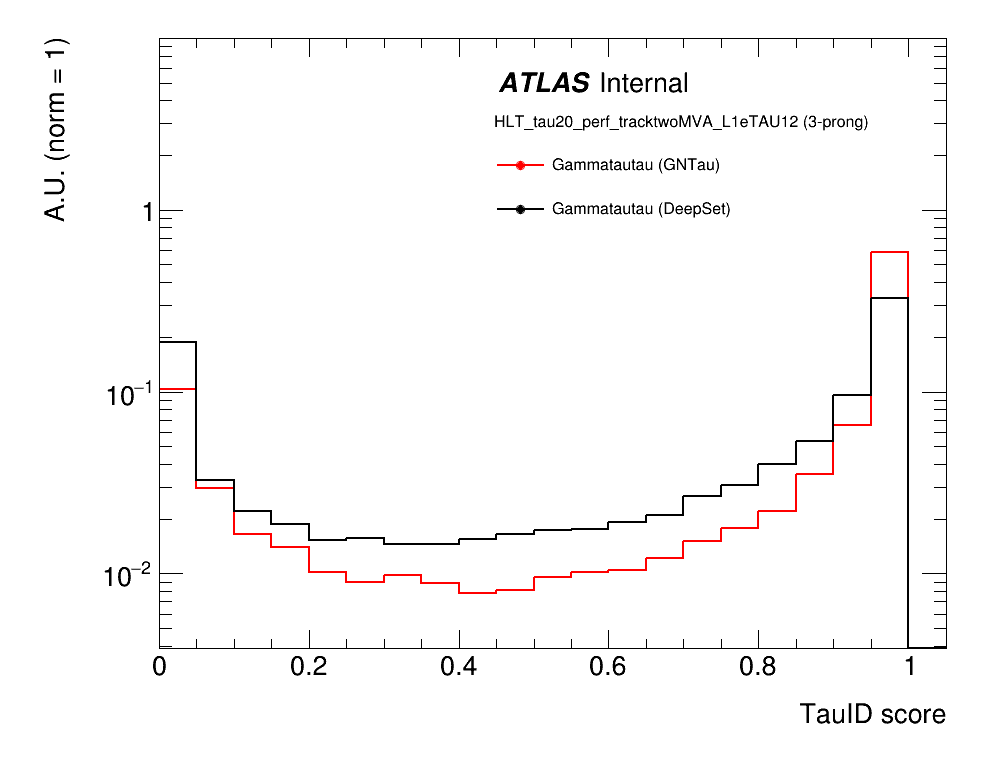 A.U. (norm = 1)
ATLAS Internal
HLT_tau20_perf_tracktwoMVA_L1eTAU12 (3-prong)
Gammatautau (GNTau)
Gammatautau (DeepSet)
1
10⁻¹
10⁻²
0 0.2 0.4 0.6 0.8 1
TauID score